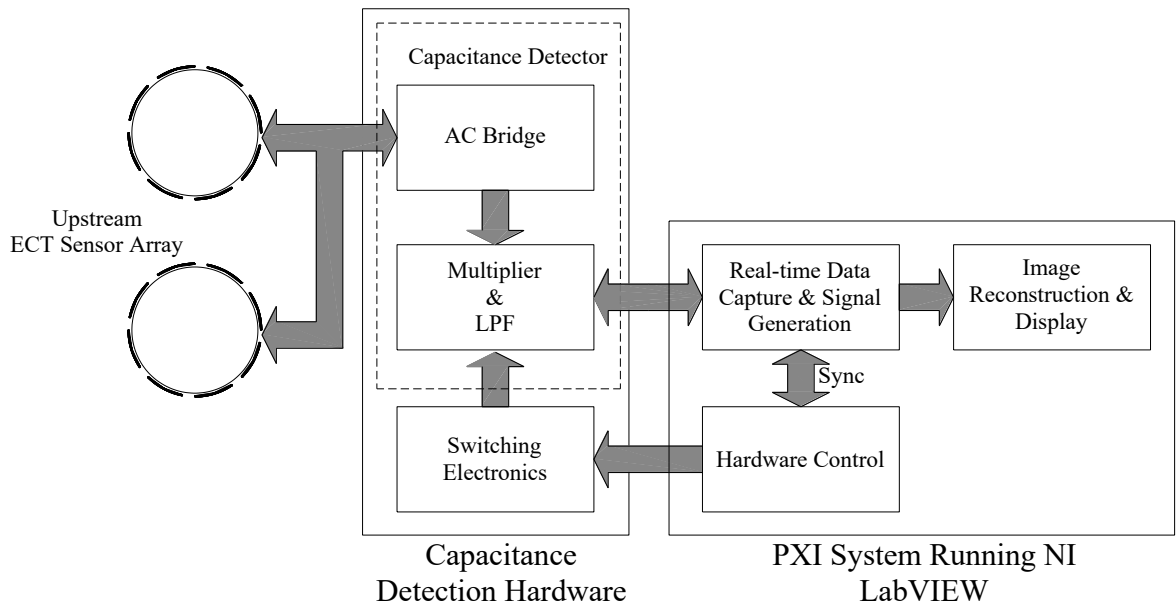 Capacitance Detector
AC Bridge
Upstream
ECT Sensor Array
Multiplier
&
LPF
Real-time Data
Capture & Signal
Generation
Image
Reconstruction &
Display
Sync
Switching
Electronics
Hardware Control
Capacitance
Detection Hardware
PXI System Running NI
LabVIEW